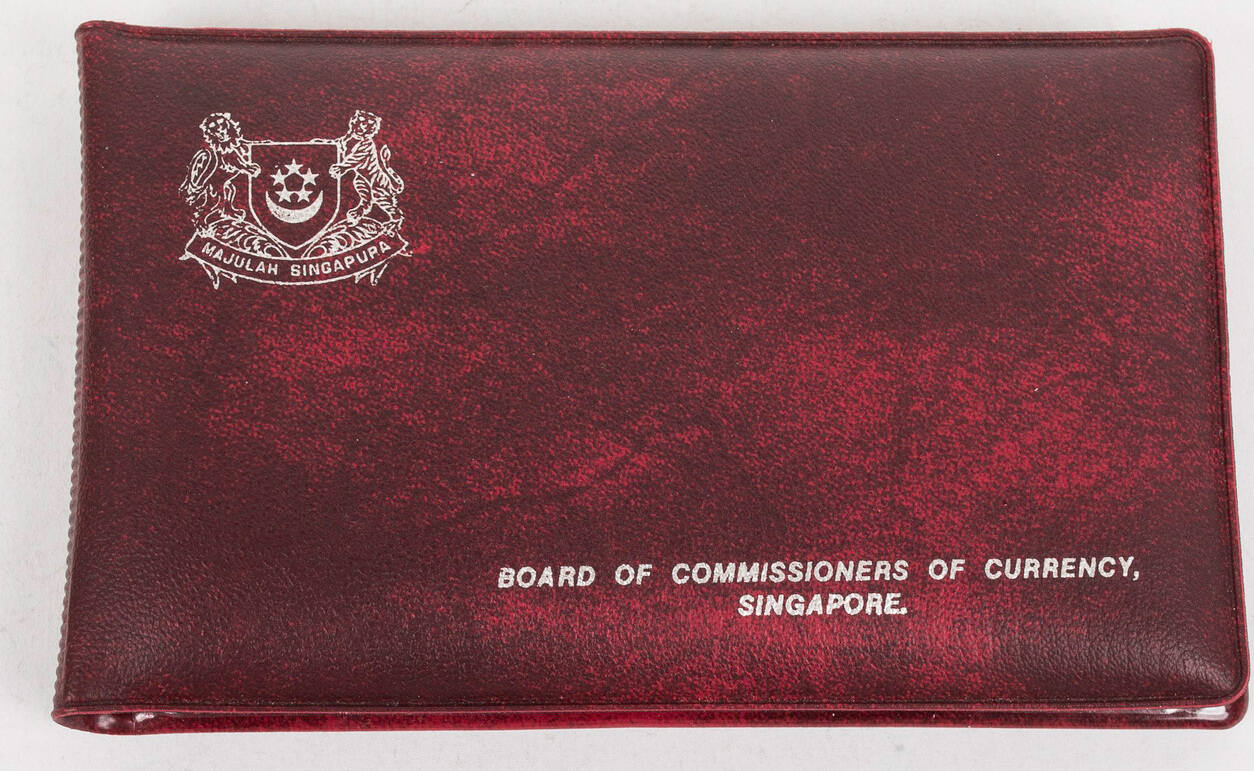 MAJULAH SINGAPURA
BOARD OF COMMISSIONERS OF CURRENCY,
SINGAPORE.